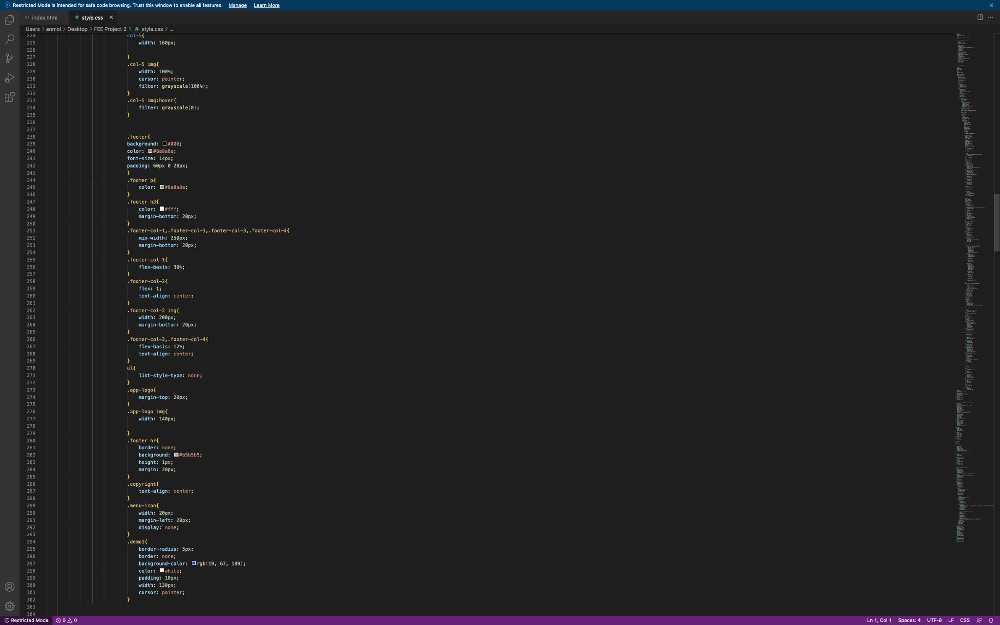 Restricted Mode is intended for safe code browsing. Trust this window to enable all features. Manage Learn More
index.html # style.css
Users > anmol > Desktop > FEE Project 2 > # style.css > ...
224 col-5{
225 width: 160px;
226
227 }
228 .col-5 img{
229 width: 100%;
230 cursor: pointer;
231 filter: grayscale(100%);
232 }
233 .col-5 img:hover{
234 filter: grayscale(0);
235 }
236
237
238 .footer{
239 background: #000;
240 color: #8a8a8a;
241 font-size: 14px;
242 padding: 60px 0 20px;
243 }
244 .footer p{
245 color: #8a8a8a;
246 }
247 .footer h3{
248 color: #fff;
249 margin-bottom: 20px;
250 }
251 .footer-col-1,.footer-col-3,.footer-col-3,.footer-col-4{
252 min-width: 250px;
253 margin-bottom: 20px;
254 }
255 .footer-col-1{
256 flex-basis: 30%;
257 }
258 .footer-col-2{
259 flex: 1;
260 text-align: center;
261 }
262 .footer-col-2 img{
263 width: 200px;
264 margin-bottom: 20px;
265 }
266 .footer-col-3,.footer-col-4{
267 flex-basis: 12%;
268 text-align: center;
269 }
270 ul{
271 list-style-type: none;
272 }
273 .app-logo{
274 margin-top: 20px;
275 }
276 .app-logo img{
277 width: 140px;
278
279 }
280 .footer hr{
281 border: none;
282 background: #b5b5b5;
283 height: 1px;
284 margin: 20px;
285 }
286 .copyright{
287 text-align: center;
288 }
289 .menu-icon{
290 width: 20px;
291 margin-left: 20px;
292 display: none;
293 }
294 .demo1{
295 border-radius: 5px;
296 border: none;
297 background-color: rgb(19, 67, 189);
298 color: white;
299 padding: 10px;
300 width: 130px;
301 cursor: pointer;
302 }
303
304
Restricted Mode 0 0 Ln 1, Col 1 Spaces: 4 UTF-8 LF CSS